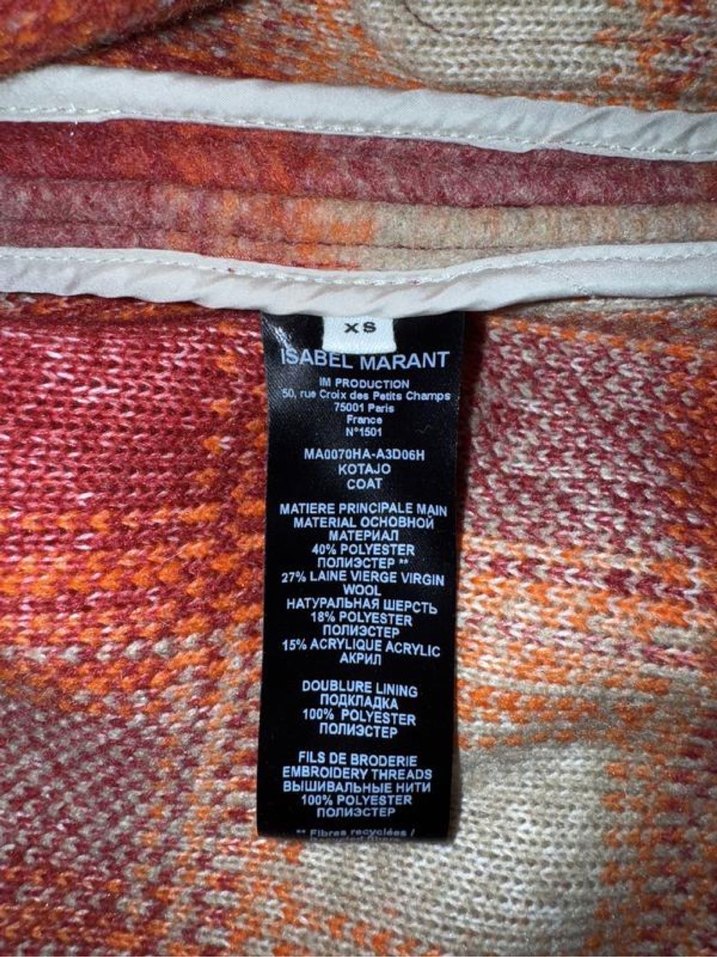 XS
ISABEL MARANT
IM PRODUCTION
50, rue Croix des Petits Champs
75001 Paris
France
N°1501
MA0070HA-A3D06H
KOTAJO
COAT
MATIERE PRINCIPALE MAIN
MATERIAL ОСНОВНОЙ
МАТЕРИАЛ
40% POLYESTER
ПОЛИЭСТЕР **
27% LAINE VIERGE VIRGIN
WOOL
НАТУРАЛЬНАЯ ШЕРСТЬ
18% POLYESTER
ПОЛИЭСТЕР
15% ACRYLIQUE ACRYLIC
АКРИЛ
DOUBLURE LINING
ПОДКЛАДКА
100% POLYESTER
ПОЛИЭСТЕР
FILS DE BRODERIE
EMBROIDERY THREADS
ВЫШИВАЛЬНЫЕ НИТИ
100% POLYESTER
ПОЛИЭСТЕР
** Fibres recyclées /